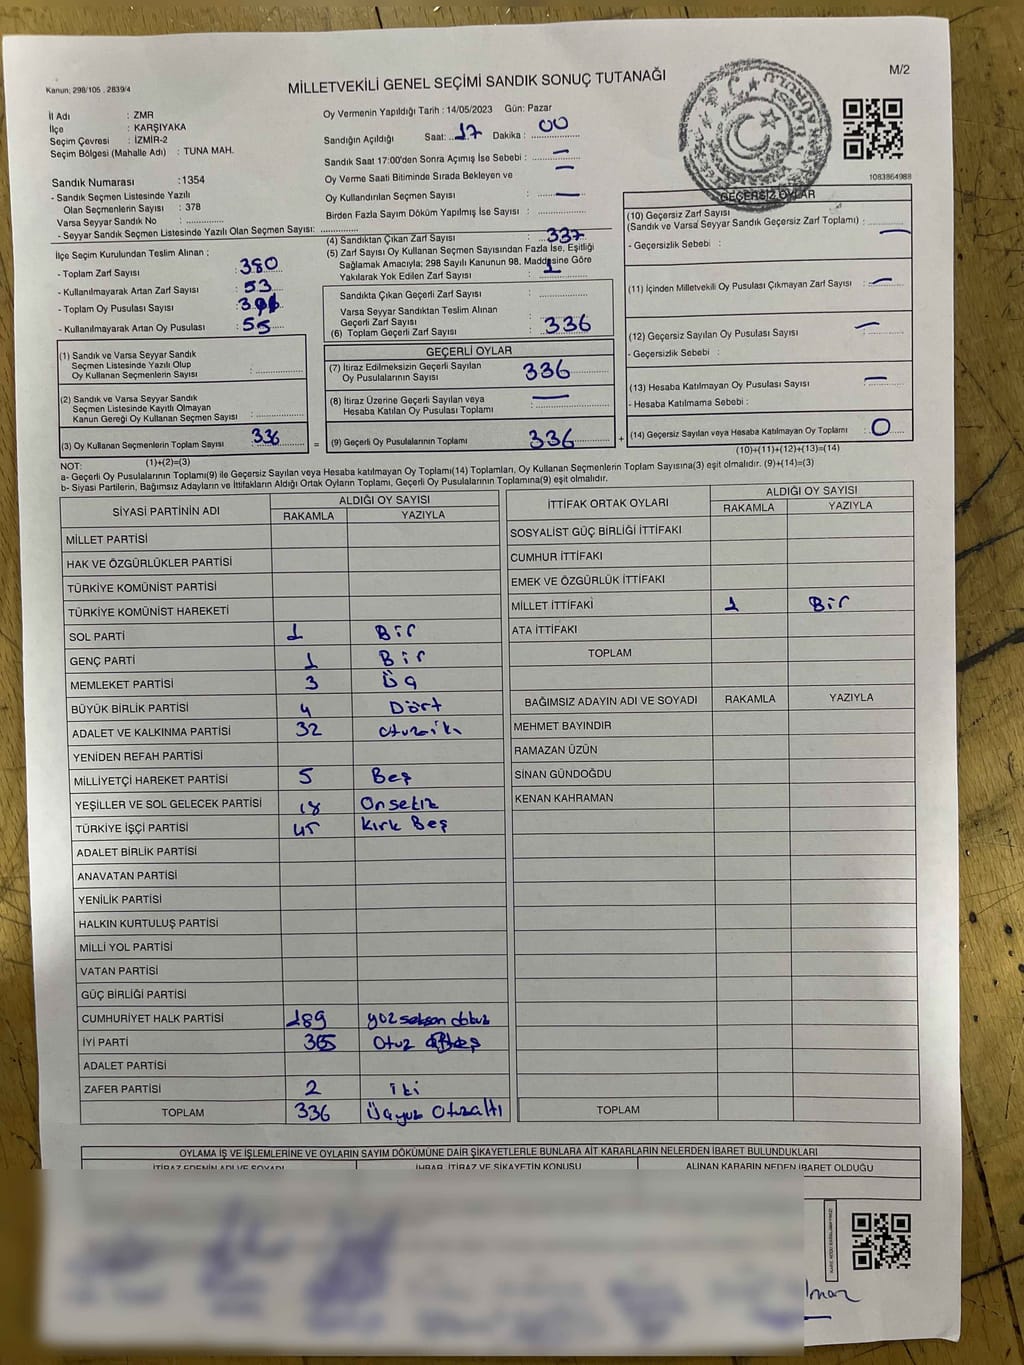 Kanun: 298/105 , 2839/4
MİLLETVEKİLİ GENEL SEÇİMİ SANDIK SONUÇ TUTANAĞI
M/2
İl Adı : ZMR
İlçe : KARŞIYAKA
Seçim Çevresi : İZMİR-2
Seçim Bölgesi (Mahalle Adı) : TUNA MAH.
Sandık Numarası :1354
- Sandık Seçmen Listesinde Yazılı
Olan Seçmenlerin Sayısı : 378
Varsa Seyyar Sandık No :
- Seyyar Sandık Seçmen Listesinde Yazılı Olan Seçmen Sayısı:
Oy Vermenin Yapıldığı Tarih : 14/05/2023 Gün: Pazar
Sandığın Açıldığı Saat: 17 Dakika : 00
Sandık Saat 17:00'den Sonra Açımış İse Sebebi : —
Oy Verme Saati Bitiminde Sırada Bekleyen ve —
Oy Kullandırılan Seçmen Sayısı —
Birden Fazla Sayım Döküm Yapılmış İse Sayısı :
1083864988
İlçe Seçim Kurulundan Teslim Alınan ;
- Toplam Zarf Sayısı : 380
- Kullanılmayarak Artan Zarf Sayısı : 53
- Toplam Oy Pusulası Sayısı :
- Kullanılmayarak Artan Oy Pusulası : 55
(1) Sandık ve Varsa Seyyar Sandık
Seçmen Listesinde Yazılı Olup
Oy Kullanan Seçmenlerin Sayısı :
(2) Sandık ve Varsa Seyyar Sandık
Seçmen Listesinde Kayıtlı Olmayan
Kanun Gereği Oy Kullanan Seçmen Sayısı :
(3) Oy Kullanan Seçmenlerin Toplam Sayısı : 336
(1)+(2)=(3)
(4) Sandıktan Çıkan Zarf Sayısı : 337
(5) Zarf Sayısı Oy Kullanan Seçmen Sayısından Fazla İse, Eşitliği
Sağlamak Amacıyla; 298 Sayılı Kanunun 98. Maddesine Göre
Yakılarak Yok Edilen Zarf Sayısı : 1
Sandıkta Çıkan Geçerli Zarf Sayısı :
Varsa Seyyar Sandıktan Teslim Alınan
Geçerli Zarf Sayısı :
(6) Toplam Geçerli Zarf Sayısı : 336
GEÇERLİ OYLAR
(7) İtiraz Edilmeksizin Geçerli Sayılan
Oy Pusulalarının Sayısı 336
(8) İtiraz Üzerine Geçerli Sayılan veya
Hesaba Katılan Oy Pusulası Toplamı —
= (9) Geçerli Oy Pusulalarının Toplamı 336 +
GEÇERSİZ OYLAR
(10) Geçersiz Zarf Sayısı
(Sandık ve Varsa Seyyar Sandık Geçersiz Zarf Toplamı) : —
- Geçersizlik Sebebi :
(11) İçinden Milletvekili Oy Pusulası Çıkmayan Zarf Sayısı : —
(12) Geçersiz Sayılan Oy Pusulası Sayısı : —
- Geçersizlik Sebebi :
(13) Hesaba Katılmayan Oy Pusulası Sayısı : —
- Hesaba Katılmama Sebebi :
(14) Geçersiz Sayılan veya Hesaba Katılmayan Oy Toplamı : 0
(10)+(11)+(12)+(13)=(14)
NOT:
a- Geçerli Oy Pusulalarının Toplamı(9) ile Geçersiz Sayılan veya Hesaba katılmayan Oy Toplamı(14) Toplamları, Oy Kullanan Seçmenlerin Toplam Sayısına(3) eşit olmalıdır. (9)+(14)=(3)
b- Siyasi Partilerin, Bağımsız Adayların ve İttifakların Aldığı Ortak Oyların Toplamı, Geçerli Oy Pusulalarının Toplamına(9) eşit olmalıdır.
SİYASİ PARTİNİN ADI ALDIĞI OY SAYISI
RAKAMLA YAZIYLA
MİLLET PARTİSİ
HAK VE ÖZGÜRLÜKLER PARTİSİ
TÜRKİYE KOMÜNİST PARTİSİ
TÜRKİYE KOMÜNİST HAREKETİ
SOL PARTİ 1 Bir
GENÇ PARTİ 1 Bir
MEMLEKET PARTİSİ 3 Üç
BÜYÜK BİRLİK PARTİSİ 4 Dört
ADALET VE KALKINMA PARTİSİ 32 otuziki
YENİDEN REFAH PARTİSİ
MİLLİYETÇİ HAREKET PARTİSİ 5 Beş
YEŞİLLER VE SOL GELECEK PARTİSİ 18 Onsekiz
TÜRKİYE İŞÇİ PARTİSİ 45 Kırk Beş
ADALET BİRLİK PARTİSİ
ANAVATAN PARTİSİ
YENİLİK PARTİSİ
HALKIN KURTULUŞ PARTİSİ
MİLLİ YOL PARTİSİ
VATAN PARTİSİ
GÜÇ BİRLİĞİ PARTİSİ
CUMHURİYET HALK PARTİSİ 189 yüz seksen dokuz
İYİ PARTİ Otuz
ADALET PARTİSİ
ZAFER PARTİSİ 2 iki
TOPLAM 336 Üçyüz Otuzaltı
İTTİFAK ORTAK OYLARI ALDIĞI OY SAYISI
RAKAMLA YAZIYLA
SOSYALİST GÜÇ BİRLİĞİ İTTİFAKI
CUMHUR İTTİFAKI
EMEK VE ÖZGÜRLÜK İTTİFAKI
MİLLET İTTİFAKI 1 Bir
ATA İTTİFAKI
TOPLAM
BAĞIMSIZ ADAYIN ADI VE SOYADI RAKAMLA YAZIYLA
MEHMET BAYINDIR
RAMAZAN ÜZÜN
SİNAN GÜNDOĞDU
KENAN KAHRAMAN
TOPLAM
OYLAMA İŞ VE İŞLEMLERİNE VE OYLARIN SAYIM DÖKÜMÜNE DAİR ŞİKAYETLERLE BUNLARA AİT KARARLARIN NELERDEN İBARET BULUNDUKLARI
İTİRAZ EDENİN ADI VE SOYADI İHBAR, İTİRAZ VE ŞİKAYETİN KONUSU ALINAN KARARIN NEDEN İBARET OLDUĞU